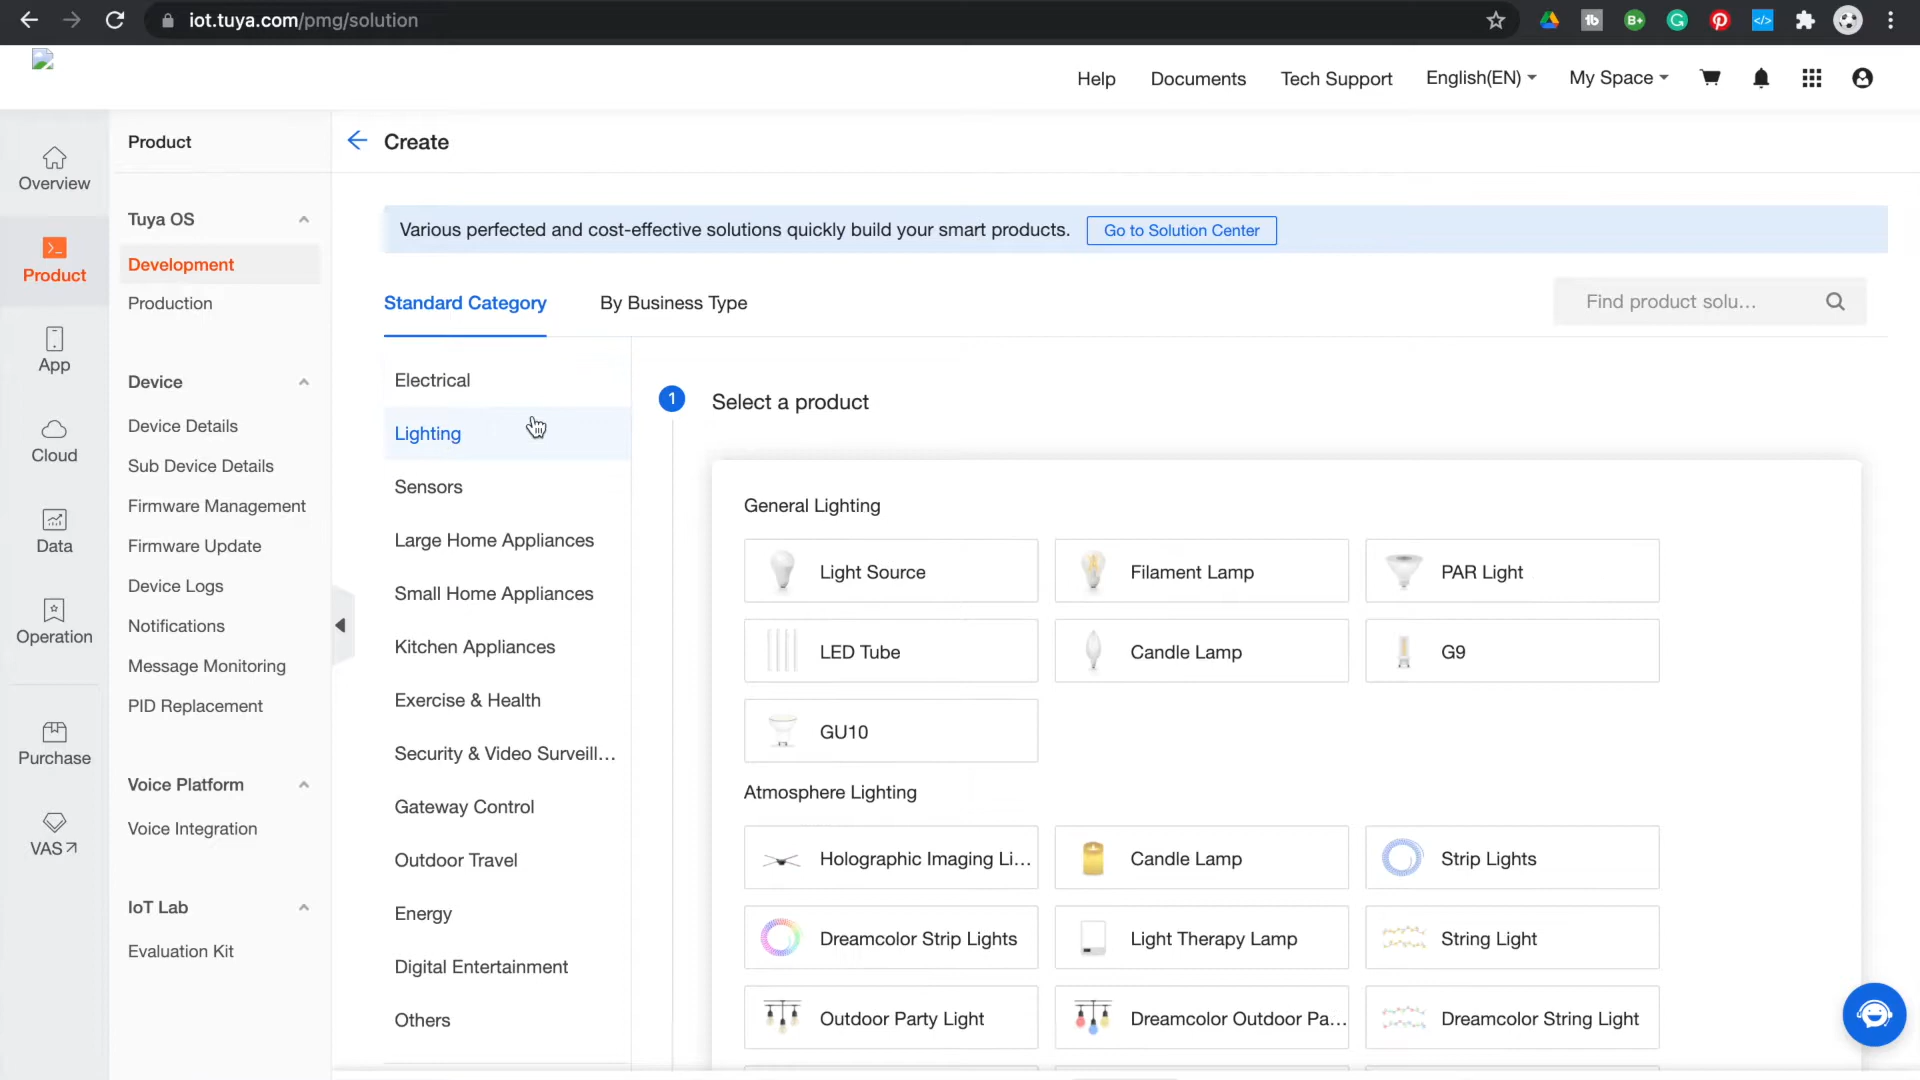 iot.tuya.com/pmg/solution
Help
Documents
Tech Support
English(EN)
My Space
Overview
Product
App
Cloud
Data
Operation
Purchase
VAS
Product
Tuya OS
Development
Production
Device
Device Details
Sub Device Details
Firmware Management
Firmware Update
Device Logs
Notifications
Message Monitoring
PID Replacement
Voice Platform
Voice Integration
IoT Lab
Evaluation Kit
Create
Various perfected and cost-effective solutions quickly build your smart products.
Go to Solution Center
Standard Category
By Business Type
Find product solu...
Electrical
Lighting
Sensors
Large Home Appliances
Small Home Appliances
Kitchen Appliances
Exercise & Health
Security & Video Surveill...
Gateway Control
Outdoor Travel
Energy
Digital Entertainment
Others
1
Select a product
General Lighting
Light Source
Filament Lamp
PAR Light
LED Tube
Candle Lamp
G9
GU10
Atmosphere Lighting
Holographic Imaging Li...
Candle Lamp
Strip Lights
Dreamcolor Strip Lights
Light Therapy Lamp
String Light
Outdoor Party Light
Dreamcolor Outdoor Pa...
Dreamcolor String Light